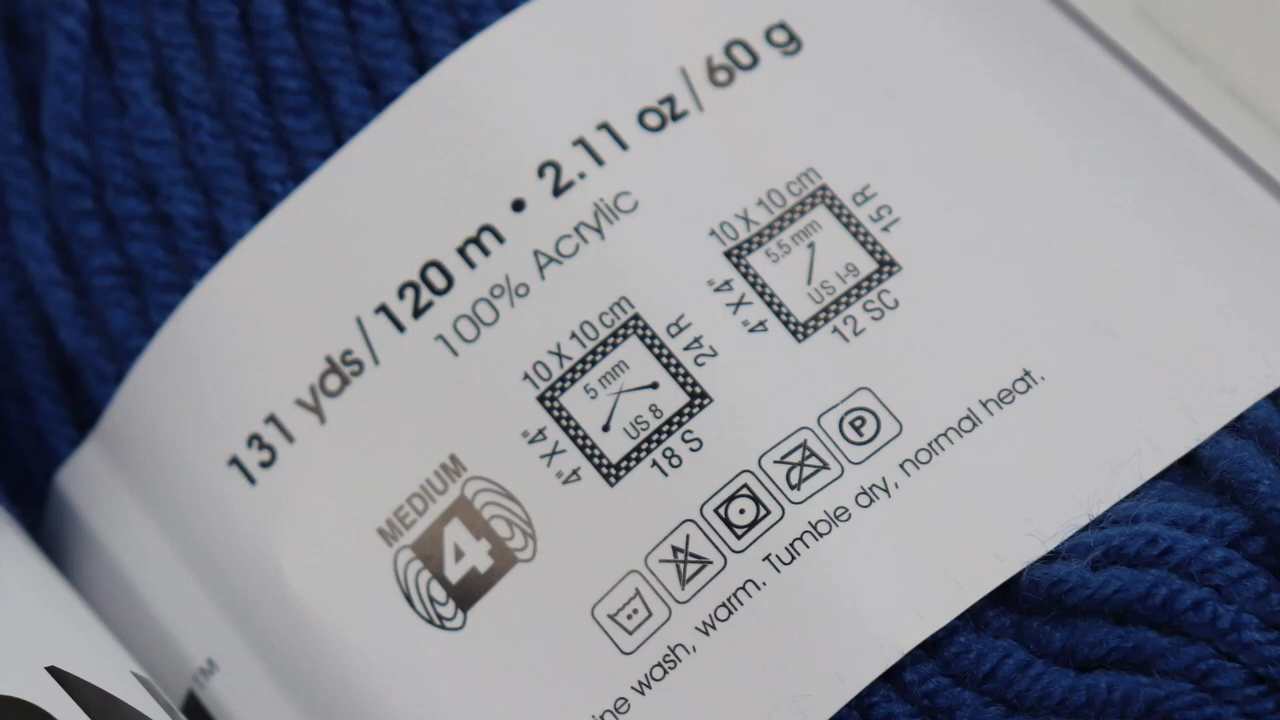 131 yds/120 m • 2.11 oz/60 g
100% Acrylic
MEDIUM
4
10 X 10 cm
4" X 4"
5 mm
US 8
24 R
18 S
10 X 10 cm
4" X 4"
5.5 mm
US I-9
15 R
12 SC
P
wash, warm. Tumble dry, normal heat.
TM